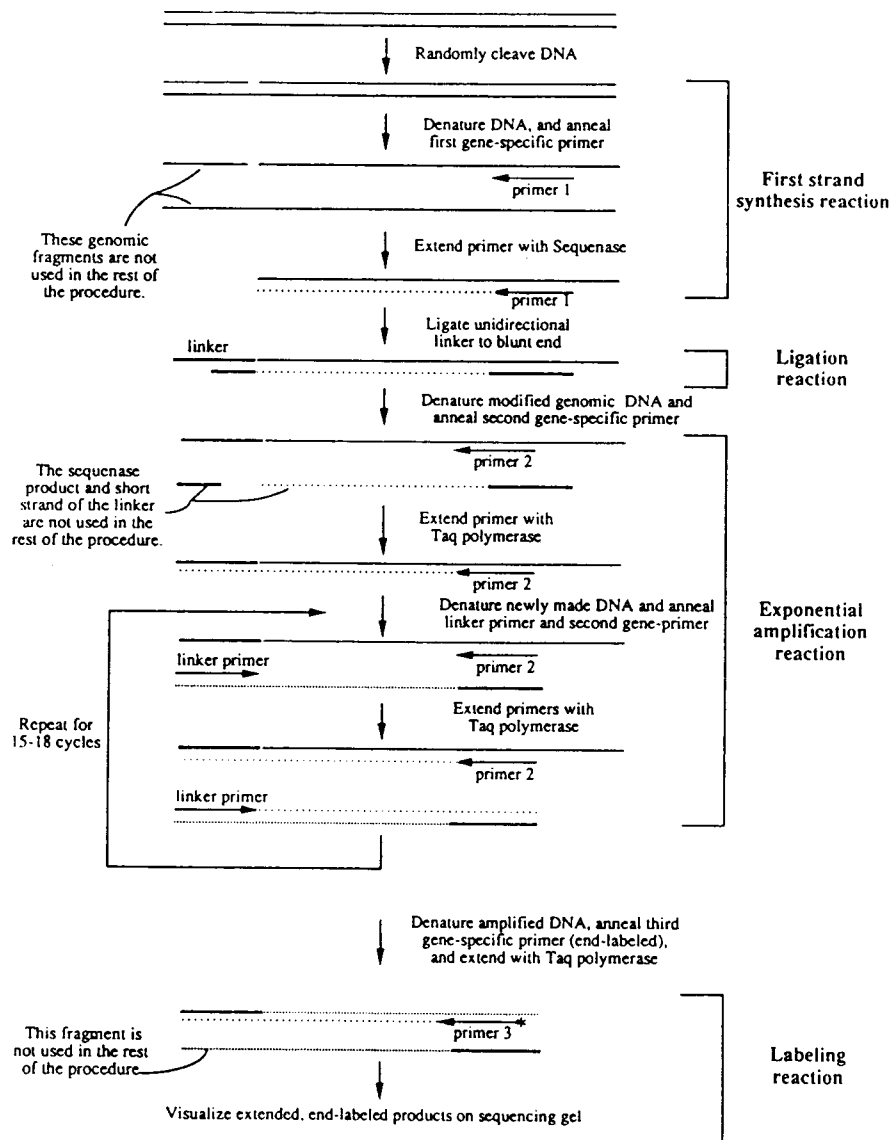 Randomly cleave DNA
Denature DNA, and anneal
first gene-specific primer
primer 1
First strand
synthesis reaction
These genomic
fragments are not
used in the rest of
the procedure.
Extend primer with Sequenase
primer 1
Ligate unidirectional
linker to blunt end
linker
Ligation
reaction
Denature modified genomic DNA and
anneal second gene-specific primer
primer 2
The sequenase
product and short
strand of the linker
are not used in the
rest of the procedure.
Extend primer with
Taq polymerase
primer 2
Denature newly made DNA and anneal
linker primer and second gene-primer
Exponential
amplification
reaction
primer 2
linker primer
Repeat for
15-18 cycles
Extend primers with
Taq polymerase
primer 2
linker primer
Denature amplified DNA, anneal third
gene-specific primer (end-labeled),
and extend with Taq polymerase
primer 3
*
This fragment is
not used in the rest
of the procedure
Labeling
reaction
Visualize extended, end-labeled products on sequencing gel